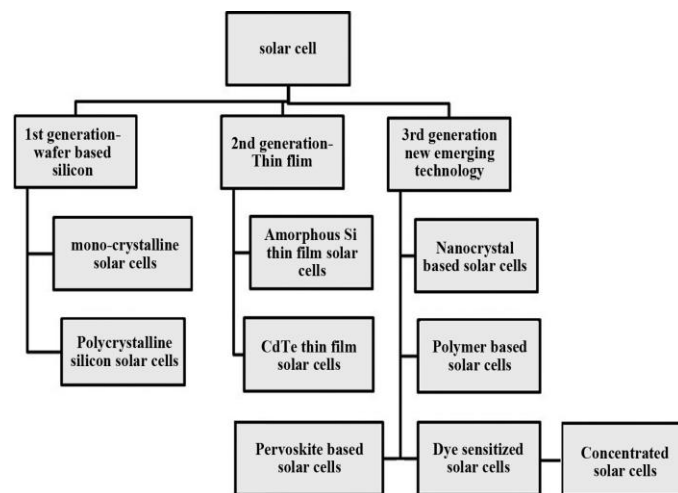 solar cell
1st generation-
wafer based
silicon
2nd generation-
Thin flim
3rd generation
new emerging
technology
mono-crystalline
solar cells
Amorphous Si
thin film solar
cells
Nanocrystal
based solar cells
Polycrystalline
silicon solar cells
CdTe thin film
solar cells
Polymer based
solar cells
Pervoskite based
solar cells
Dye sensitized
solar cells
Concentrated
solar cells